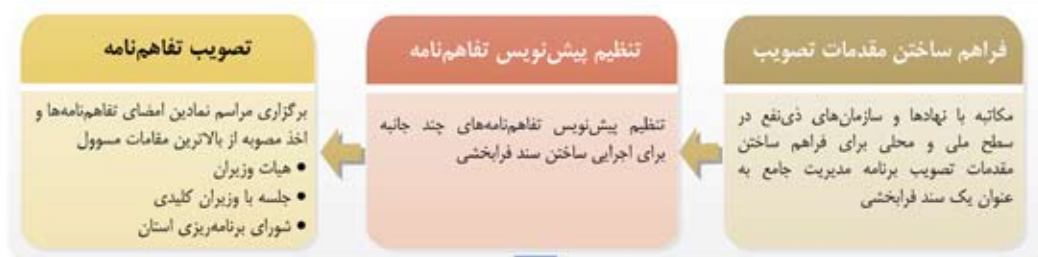 فراهم ساختن مقدمات تصویب
مکاتبه با نهادها و سازمان‌های ذی‌نفع در
سطح ملی و محلی برای فراهم ساختن
مقدمات تصویب برنامه مدیریت جامع به
عنوان یک سند فرابخشی
تنظیم پیش‌نویس تفاهم‌نامه
تنظیم پیش‌نویس تفاهم‌نامه‌های چند جانبه
برای اجرایی ساختن سند فرابخشی
تصویب تفاهم‌نامه
برگزاری مراسم نمادین امضای تفاهم‌نامه‌ها و
اخذ مصوبه از بالاترین مقامات مسوول
• هیات وزیران
• جلسه با وزیران کلیدی
• شورای برنامه‌ریزی استان